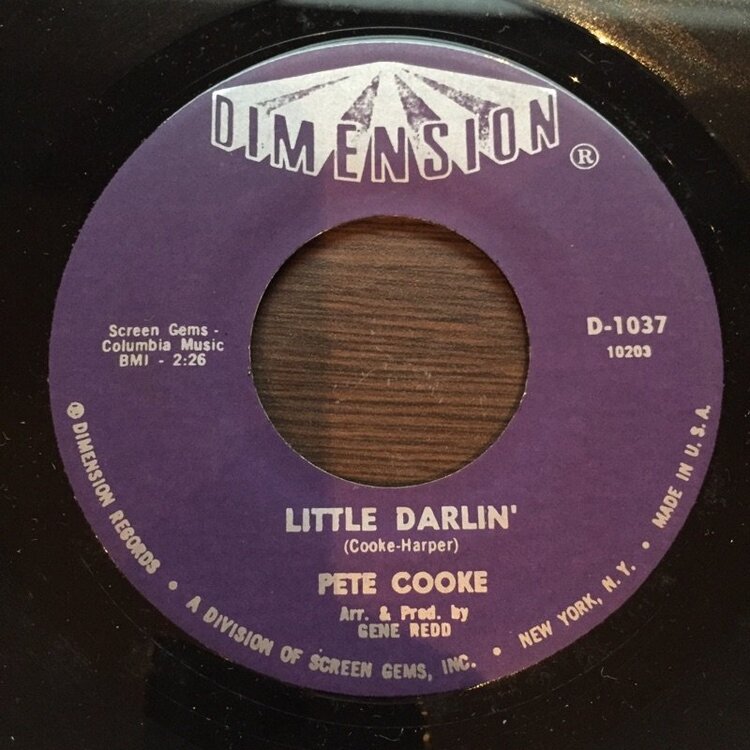 DIMENSION ®
Screen Gems -
Columbia Music
BMI - 2:26
D-1037
10203
LITTLE DARLIN'
(Cooke-Harper)
PETE COOKE
Arr. & Prod. by
GENE REDD
DIMENSION RECORDS • A DIVISION OF SCREEN GEMS, INC. • NEW YORK, N. Y. • MADE IN U. S. A.